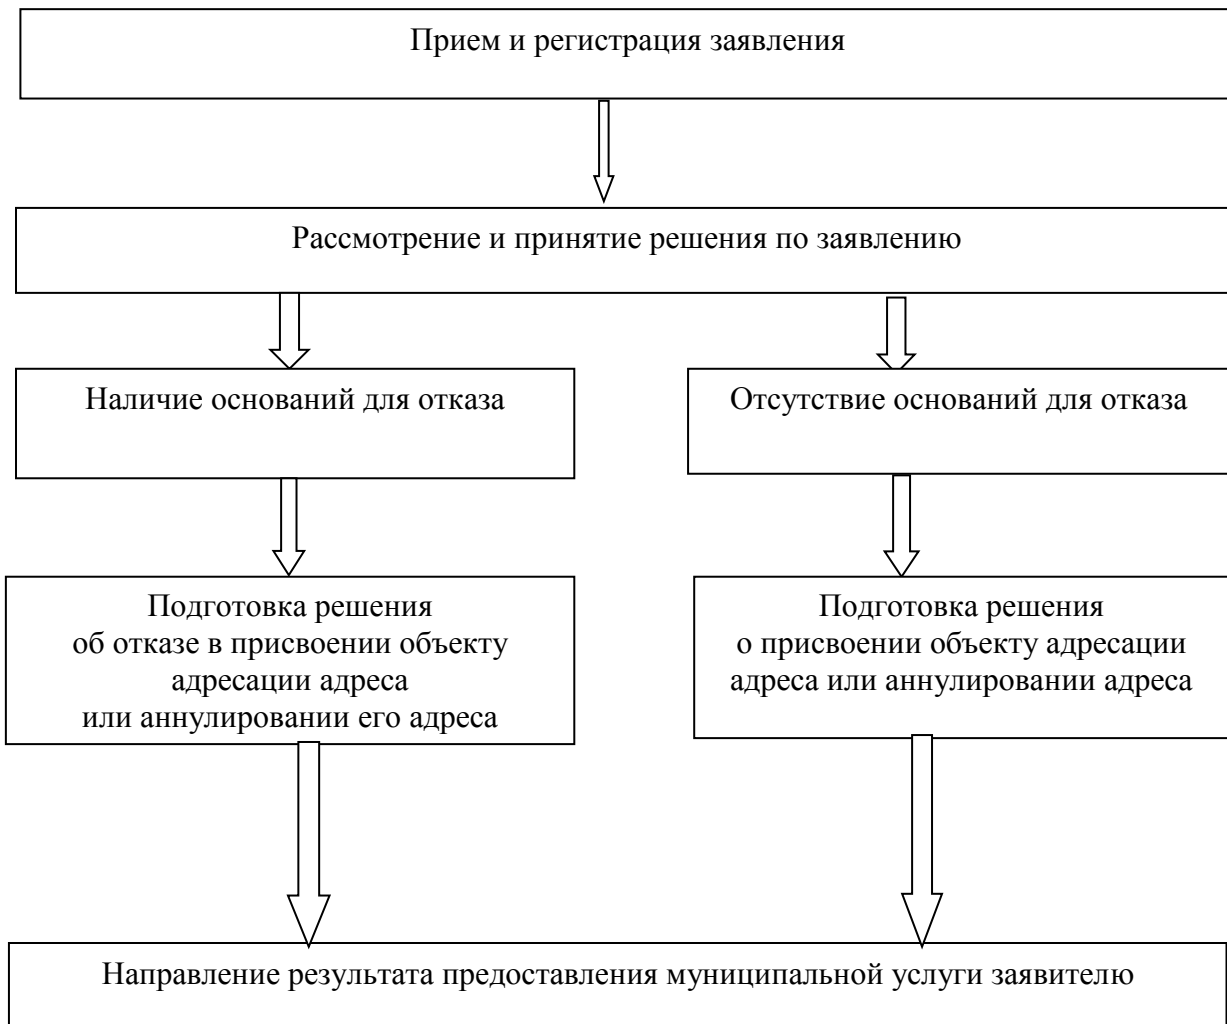 Прием и регистрация заявления
Рассмотрение и принятие решения по заявлению
Наличие оснований для отказа
Отсутствие оснований для отказа
Подготовка решения
об отказе в присвоении объекту
адресации адреса
или аннулировании его адреса
Подготовка решения
о присвоении объекту адресации
адреса или аннулировании адреса
Направление результата предоставления муниципальной услуги заявителю